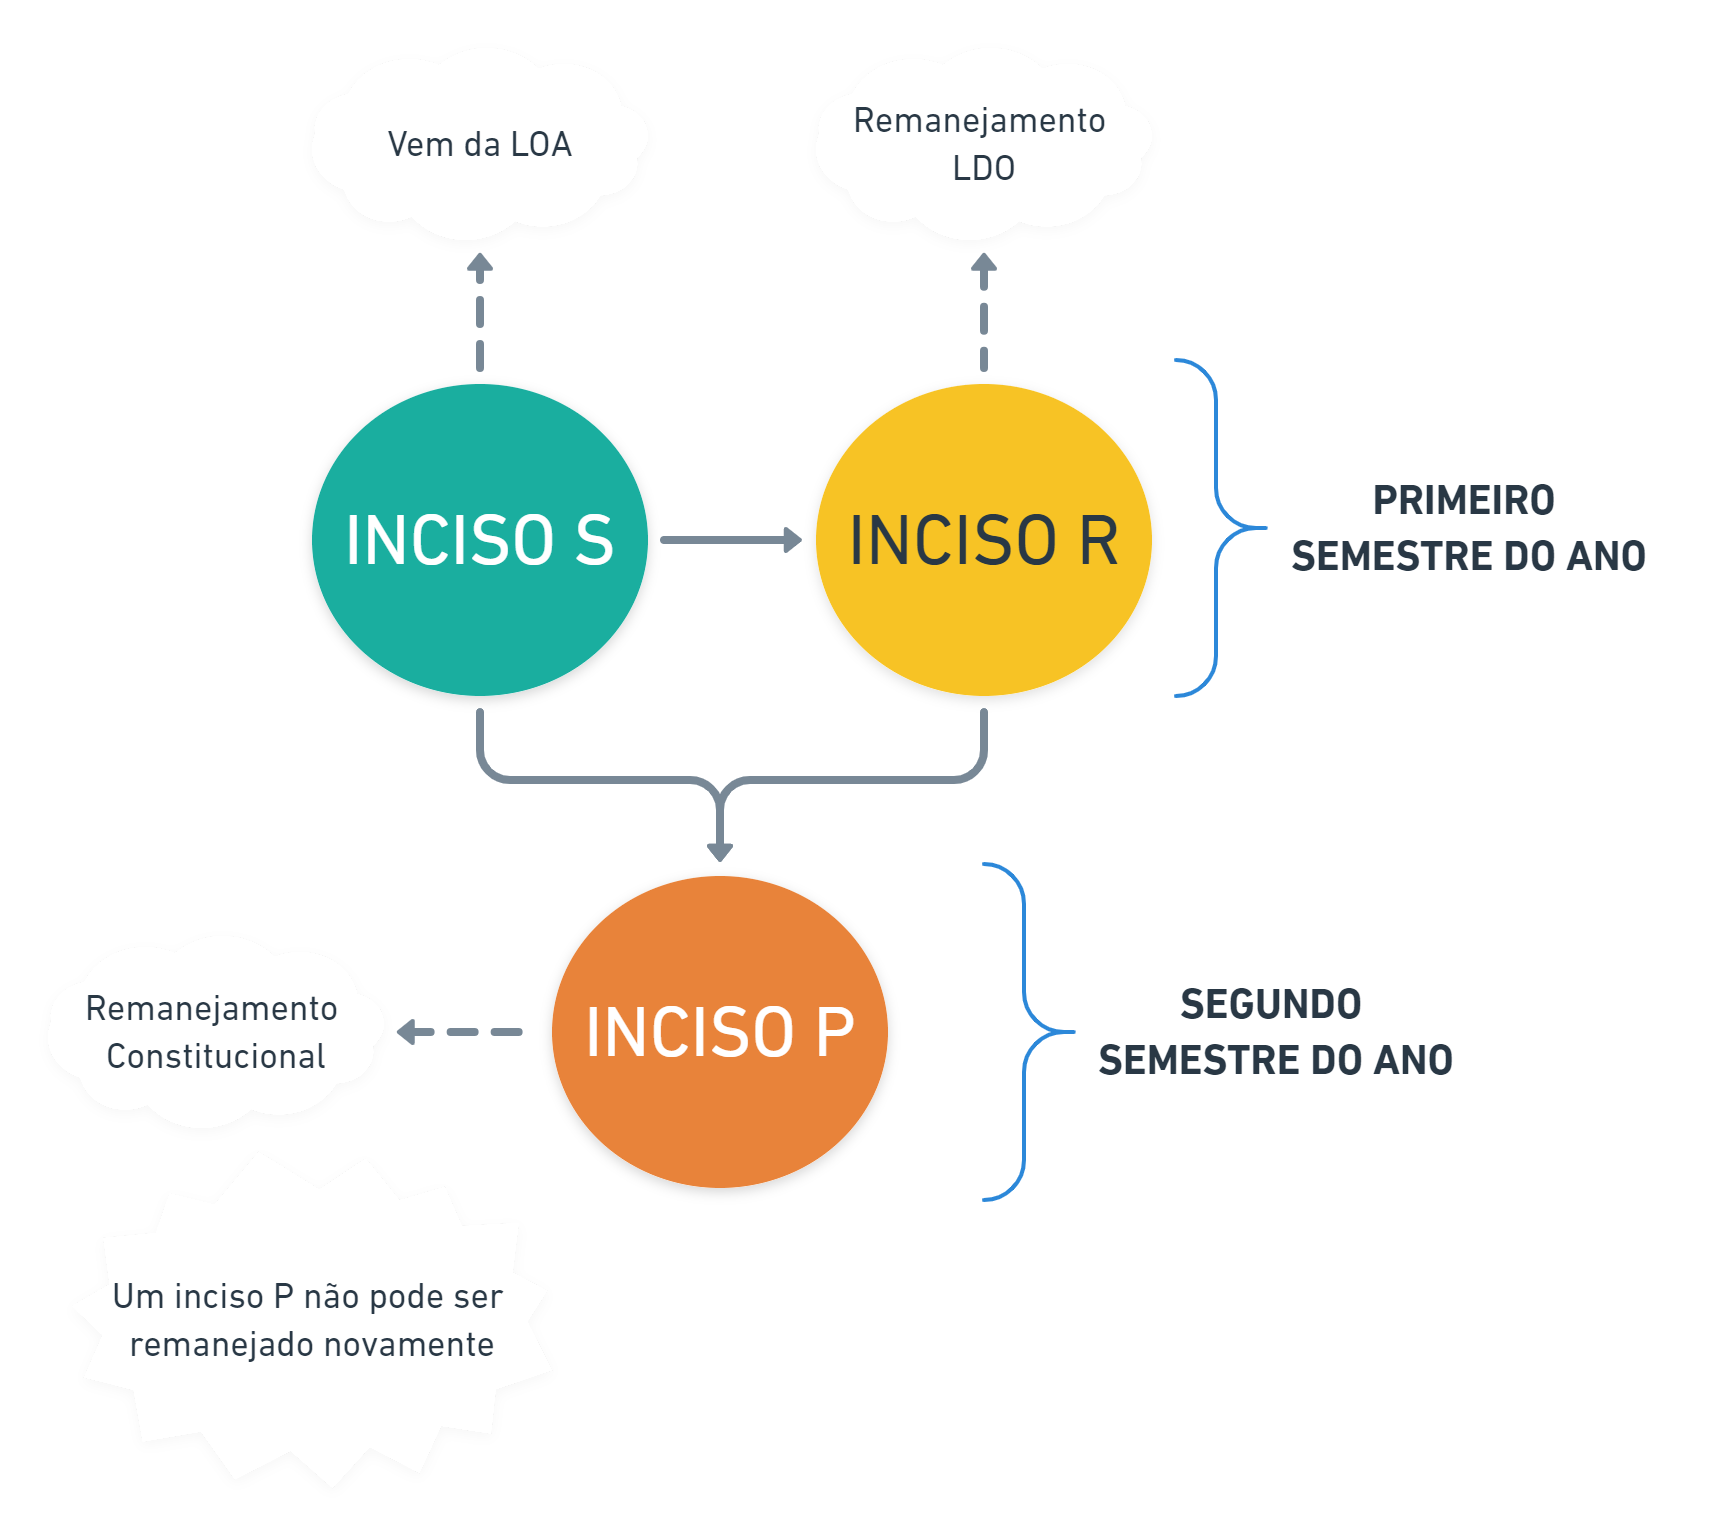 Vem da LOA
Remanejamento
LDO
INCISO S
INCISO R
PRIMEIRO
SEMESTRE DO ANO
INCISO P
SEGUNDO
SEMESTRE DO ANO
Remanejamento
Constitucional
Um inciso P não pode ser
remanejado novamente